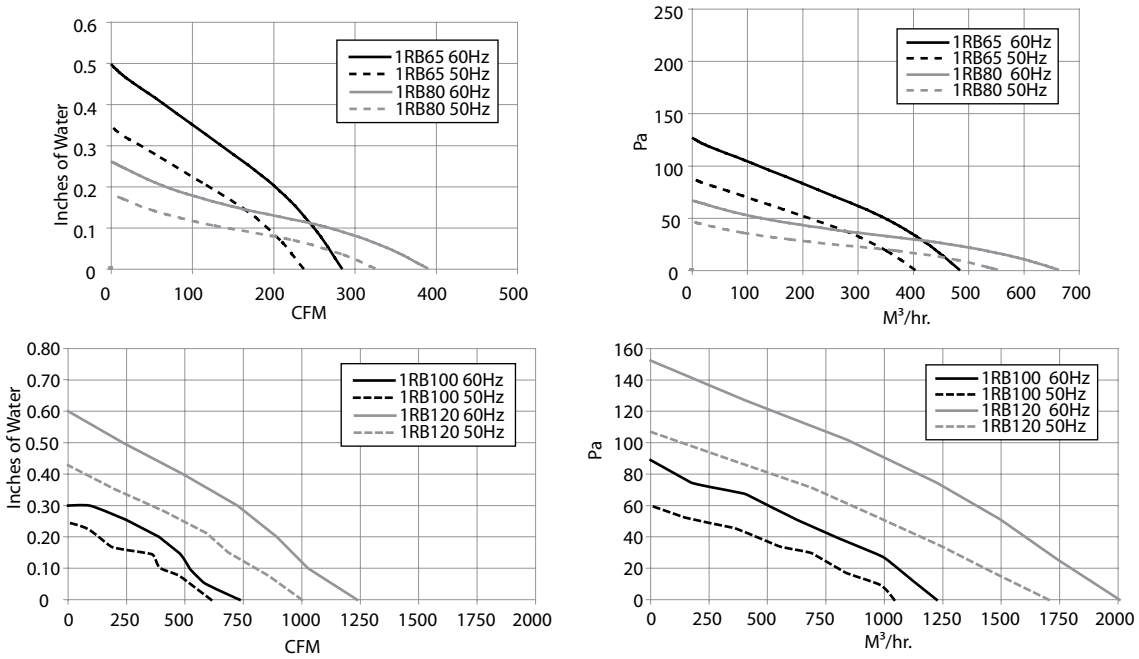 0.6
0.5
0.4
0.3
0.2
0.1
0
Inches of Water
1RB65 60Hz
1RB65 50Hz
1RB80 60Hz
1RB80 50Hz
0 100 200 300 400 500
CFM
250
200
150
100
50
0
Pa
1RB65 60Hz
1RB65 50Hz
1RB80 60Hz
1RB80 50Hz
0 100 200 300 400 500 600 700
M³/hr.
0.80
0.70
0.60
0.50
0.40
0.30
0.20
0.10
0
Inches of Water
1RB100 60Hz
1RB100 50Hz
1RB120 60Hz
1RB120 50Hz
0 250 500 750 1000 1250 1500 1750 2000
CFM
160
140
120
100
80
60
40
20
0
Pa
1RB100 60Hz
1RB100 50Hz
1RB120 60Hz
1RB120 50Hz
0 250 500 750 1000 1250 1500 1750 2000
M³/hr.